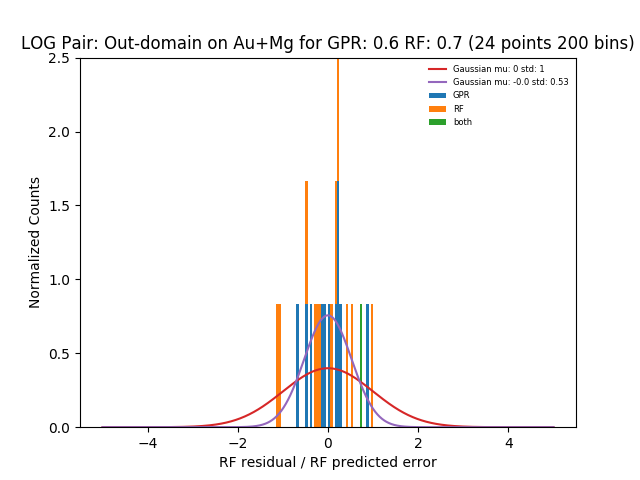 LOG Pair: Out-domain on Au+Mg for GPR: 0.6 RF: 0.7 (24 points 200 bins)
Gaussian mu: 0 std: 1
Gaussian mu: -0.0 std: 0.53
GPR
RF
both
Normalized Counts
2.5
2.0
1.5
1.0
0.5
0.0
−4 −2 0 2 4
RF residual / RF predicted error